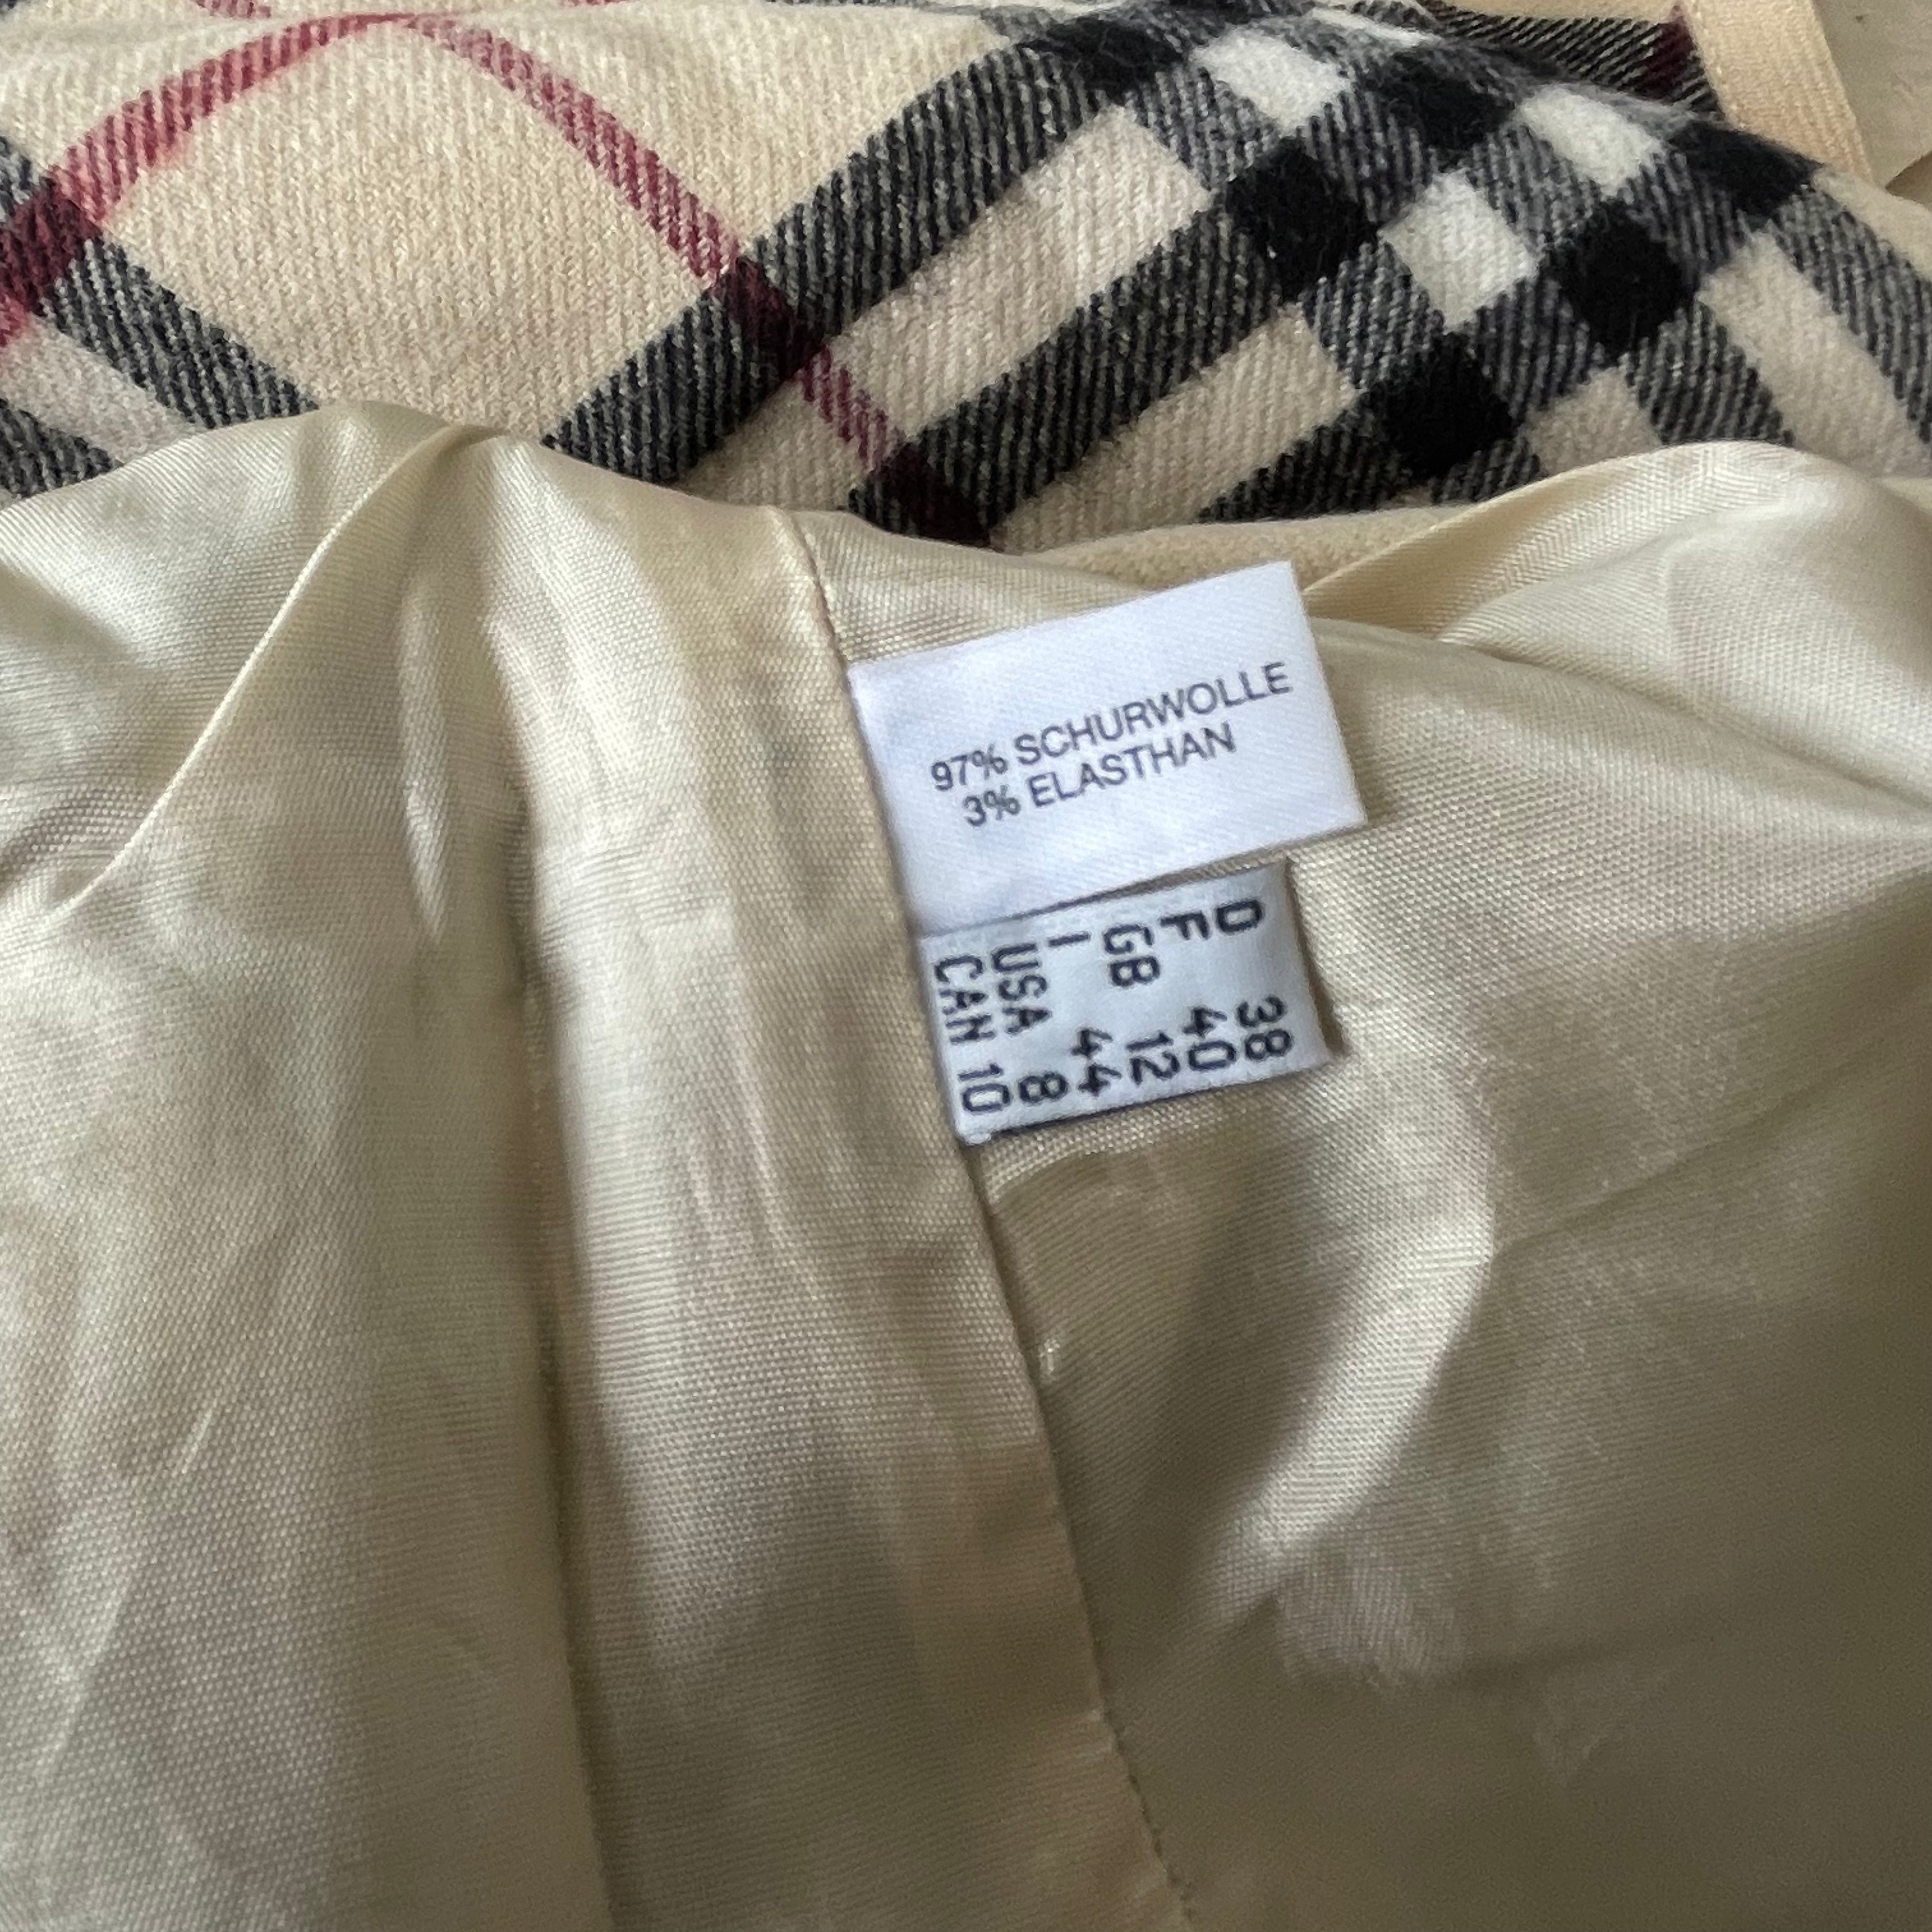 97% SCHURWOLLE
3% ELASTHAN
D 38
F 40
GB 12
I 44
USA 8
CAN 10